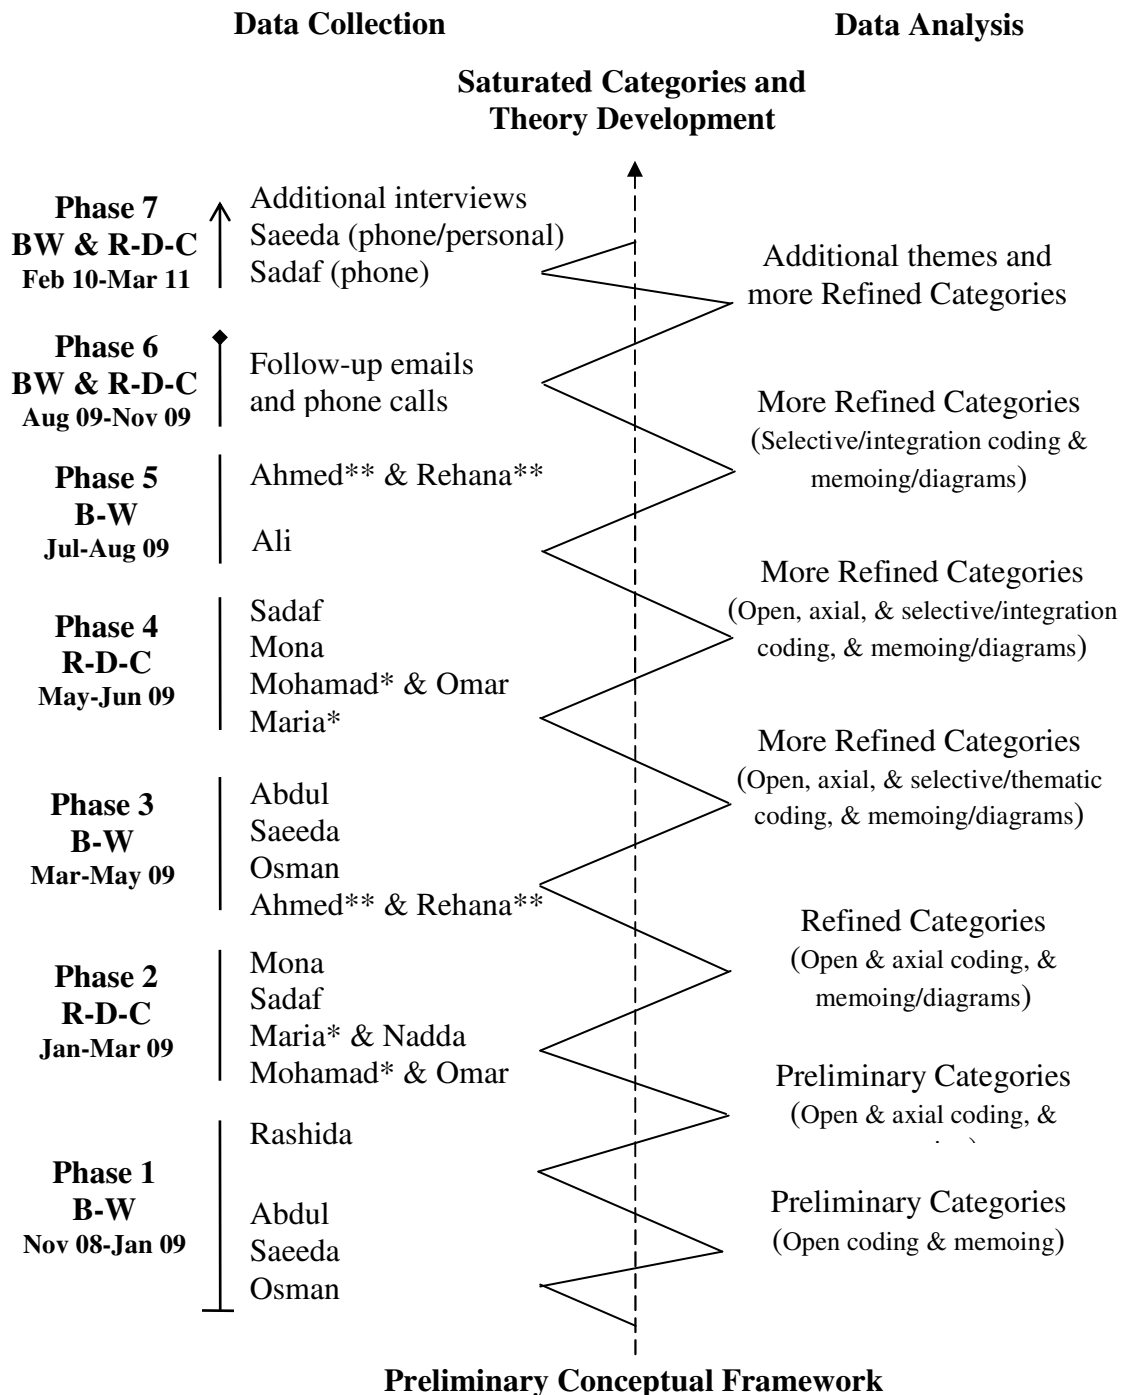 Data Collection
Data Analysis
Saturated Categories and
Theory Development
Phase 7
BW & R-D-C
Feb 10-Mar 11
Additional interviews
Saeeda (phone/personal)
Sadaf (phone)
Additional themes and
more Refined Categories
Phase 6
BW & R-D-C
Aug 09-Nov 09
Follow-up emails
and phone calls
More Refined Categories
(Selective/integration coding &
memoing/diagrams)
Phase 5
B-W
Jul-Aug 09
Ahmed** & Rehana**
Ali
More Refined Categories
(Open, axial, & selective/integration
coding, & memoing/diagrams)
Phase 4
R-D-C
May-Jun 09
Sadaf
Mona
Mohamad* & Omar
Maria*
More Refined Categories
(Open, axial, & selective/thematic
coding, & memoing/diagrams)
Phase 3
B-W
Mar-May 09
Abdul
Saeeda
Osman
Ahmed** & Rehana**
Refined Categories
(Open & axial coding, &
memoing/diagrams)
Phase 2
R-D-C
Jan-Mar 09
Mona
Sadaf
Maria* & Nadda
Mohamad* & Omar
Preliminary Categories
(Open & axial coding, &
Phase 1
B-W
Nov 08-Jan 09
Rashida
Abdul
Saeeda
Osman
Preliminary Categories
(Open coding & memoing)
Preliminary Conceptual Framework